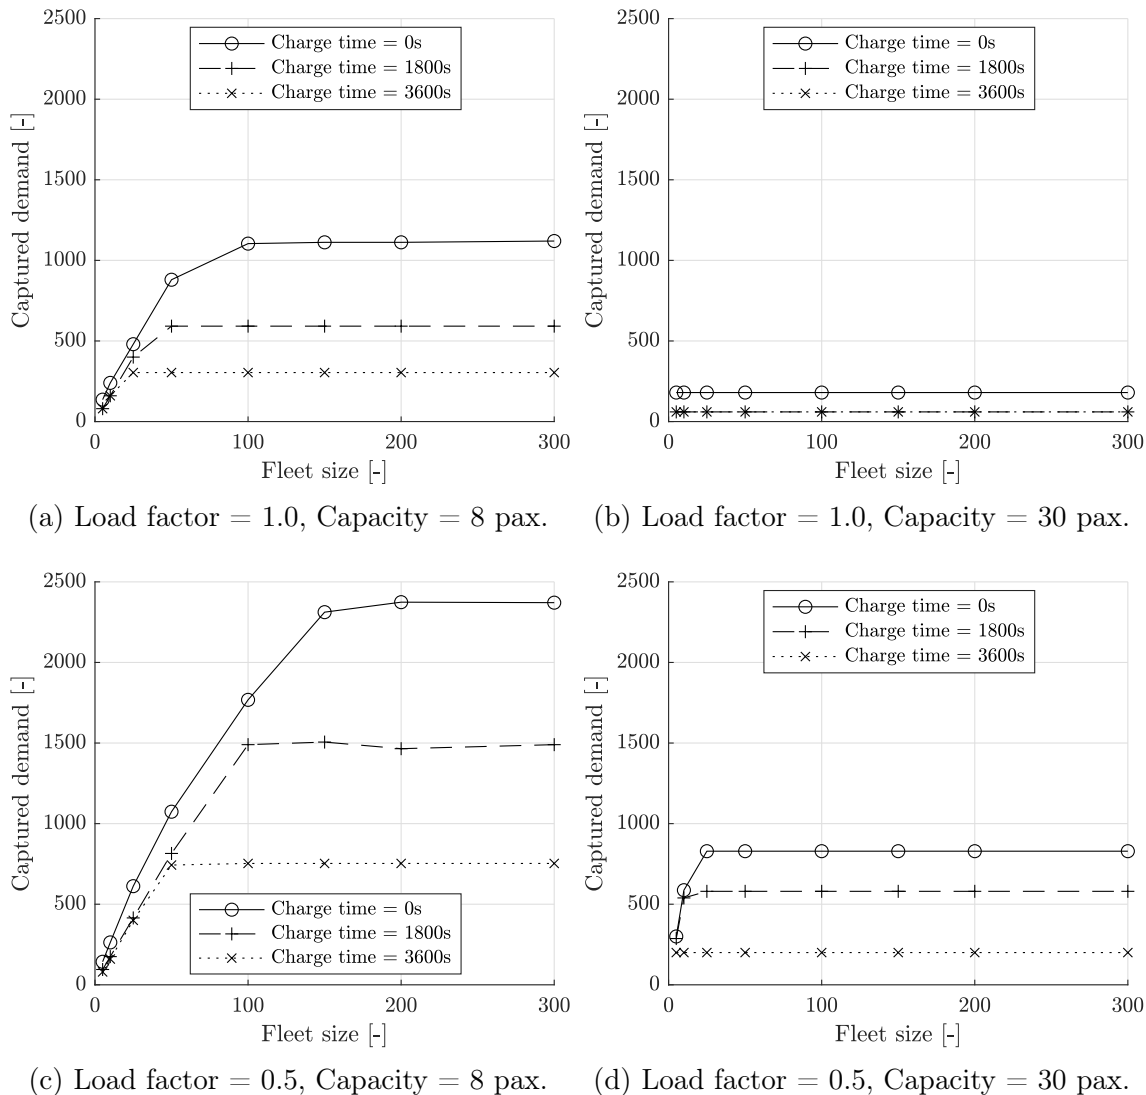 2500
2000
1500
1000
500
0
0 100 200 300
Captured demand [-]
Fleet size [-]
Charge time = 0s
Charge time = 1800s
Charge time = 3600s
(a) Load factor = 1.0, Capacity = 8 pax.
2500
2000
1500
1000
500
0
0 100 200 300
Captured demand [-]
Fleet size [-]
Charge time = 0s
Charge time = 1800s
Charge time = 3600s
(b) Load factor = 1.0, Capacity = 30 pax.
2500
2000
1500
1000
500
0
0 100 200 300
Captured demand [-]
Fleet size [-]
Charge time = 0s
Charge time = 1800s
Charge time = 3600s
(c) Load factor = 0.5, Capacity = 8 pax.
2500
2000
1500
1000
500
0
0 100 200 300
Captured demand [-]
Fleet size [-]
Charge time = 0s
Charge time = 1800s
Charge time = 3600s
(d) Load factor = 0.5, Capacity = 30 pax.